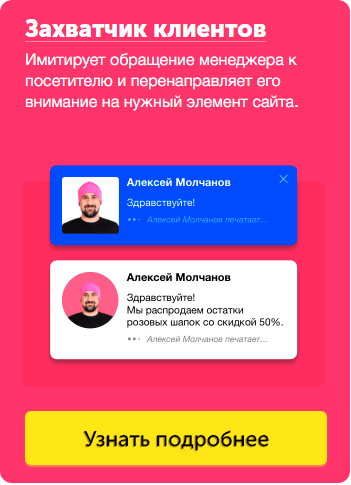 Захватчик клиентов
Имитирует обращение менеджера к
посетителю и перенаправляет его
внимание на нужный элемент сайта.
Алексей Молчанов
Здравствуйте!
Алексей Молчанов печатает...
Алексей Молчанов
Здравствуйте!
Мы распродаем остатки
розовых шапок со скидкой 50%.
Алексей Молчанов печатает...
Узнать подробнее